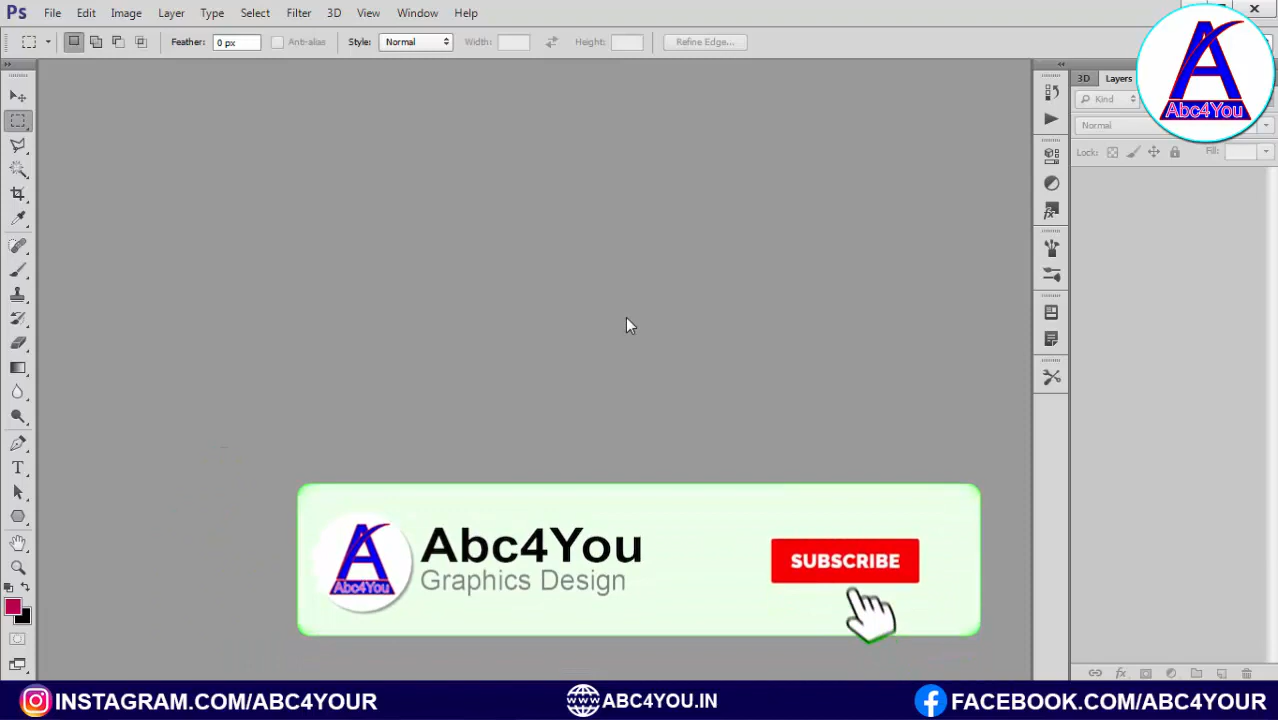 Ps File Edit Image Layer Type Select Filter 3D View Window Help
Feather: 0 px Anti-alias Style: Normal Width: Height: Refine Edge...
3D Layers
Kind
Normal
Lock: Fill:
Abc4You
Abc4You
Graphics Design
Abc4You
SUBSCRIBE
INSTAGRAM.COM/ABC4YOUR ABC4YOU.IN FACEBOOK.COM/ABC4YOUR